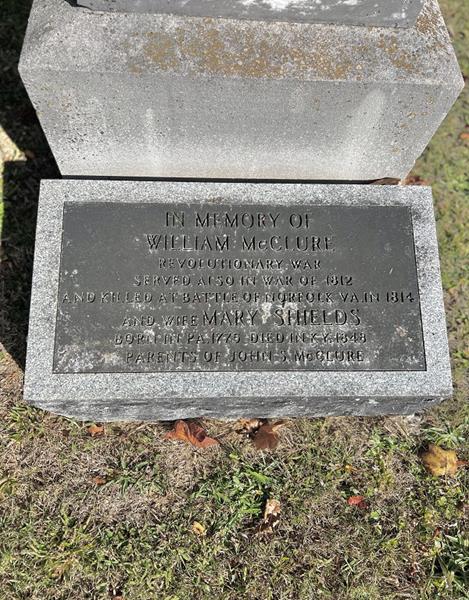 IN MEMORY OF
WILLIAM McCLURE
REVOLUTIONARY WAR
SERVED ALSO IN WAR OF 1812
AND KILLED AT BATTLE OF NORFOLK VA. IN 1814
AND WIFE MARY SHIELDS
BORN IN PA. 1775 DIED IN KY. 1848
PARENTS OF JOHN S. McCLURE